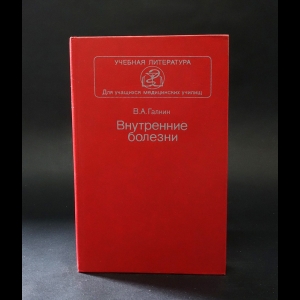 УЧЕБНАЯ ЛИТЕРАТУРА
Для учащихся медицинских училищ
В.А.Галкин
Внутренние
болезни